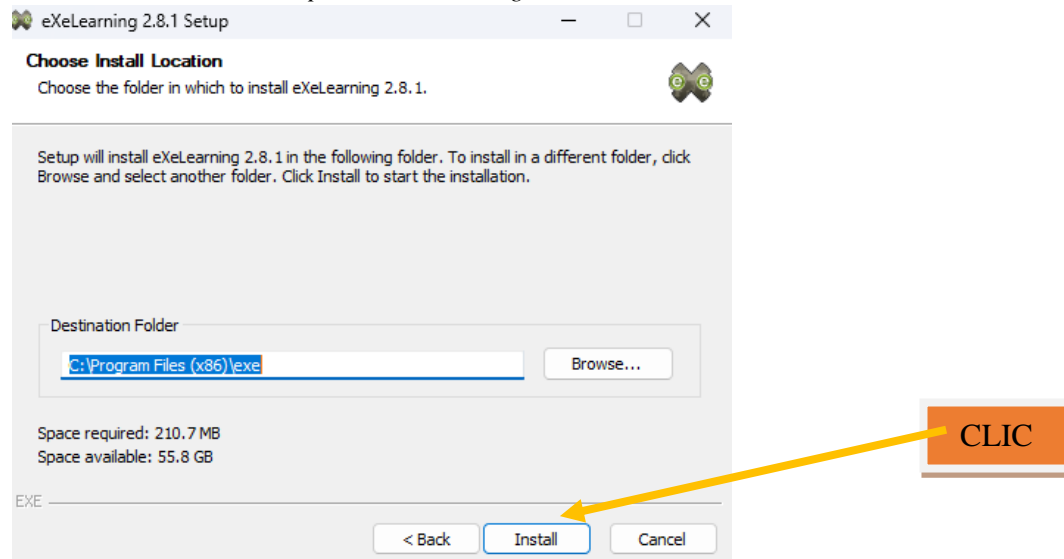 eXeLearning 2.8.1 Setup
Choose Install Location
Choose the folder in which to install eXeLearning 2.8.1.
Setup will install eXeLearning 2.8.1 in the following folder. To install in a different folder, click
Browse and select another folder. Click Install to start the installation.
Destination Folder
C:\Program Files (x86)\exe
Browse...
Space required: 210.7 MB
Space available: 55.8 GB
CLIC
EXE
< Back
Install
Cancel